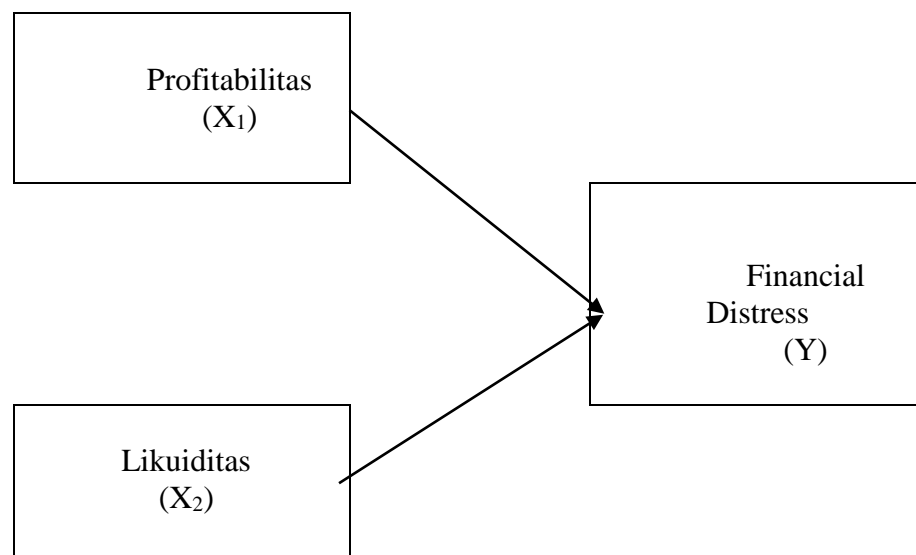 Profitabilitas
(X₁)
Financial
Distress
(Y)
Likuiditas
(X₂)